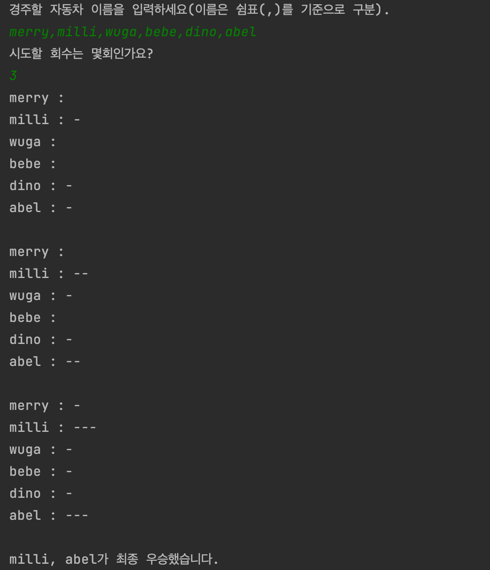 경주할 자동차 이름을 입력하세요(이름은 쉼표(,)를 기준으로 구분).
merry,milli,wuga,bebe,dino,abel
시도할 회수는 몇회인가요?
3
merry :
milli : -
wuga :
bebe :
dino : -
abel : -
merry :
milli : --
wuga : -
bebe :
dino : -
abel : --
merry : -
milli : ---
wuga : -
bebe : -
dino : -
abel : ---
milli, abel가 최종 우승했습니다.